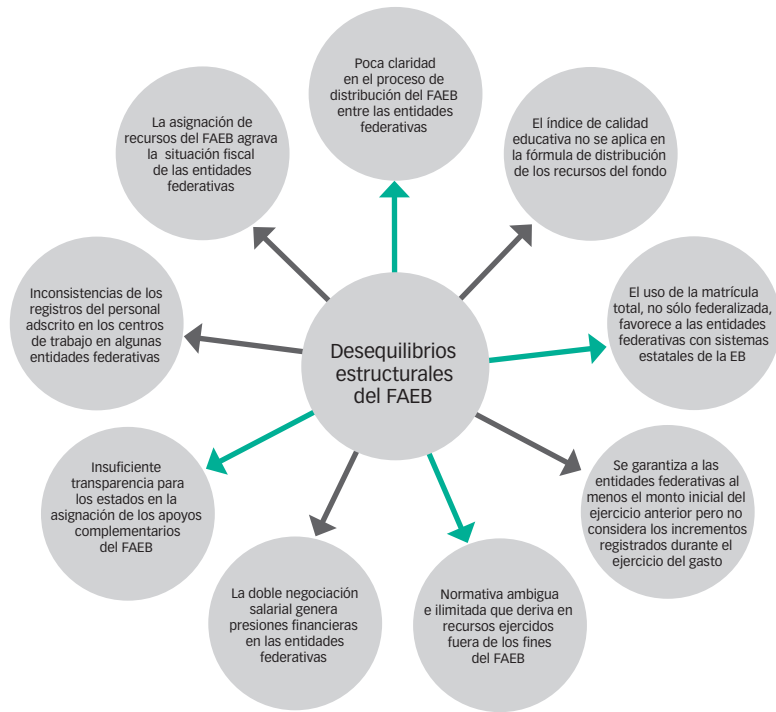 Poca claridad
en el proceso de
distribución del FAEB
entre las entidades
federativas
El índice de calidad
educativa no se aplica en
la fórmula de distribución
de los recursos del fondo
El uso de la matrícula
total, no sólo federalizada,
favorece a las entidades
federativas con sistemas
estatales de la EB
Se garantiza a las
entidades federativas al
menos el monto inicial del
ejercicio anterior pero no
considera los incrementos
registrados durante el
ejercicio del gasto
Normativa ambigua
e ilimitada que deriva en
recursos ejercidos
fuera de los fines
del FAEB
La doble negociación
salarial genera
presiones financieras
en las entidades
federativas
Insuficiente
transparencia para
los estados en la
asignación de los apoyos
complementarios
del FAEB
Inconsistencias de los
registros del personal
adscrito en los centros
de trabajo en algunas
entidades federativas
La asignación de
recursos del FAEB agrava
la situación fiscal
de las entidades
federativas
Desequilibrios
estructurales
del FAEB